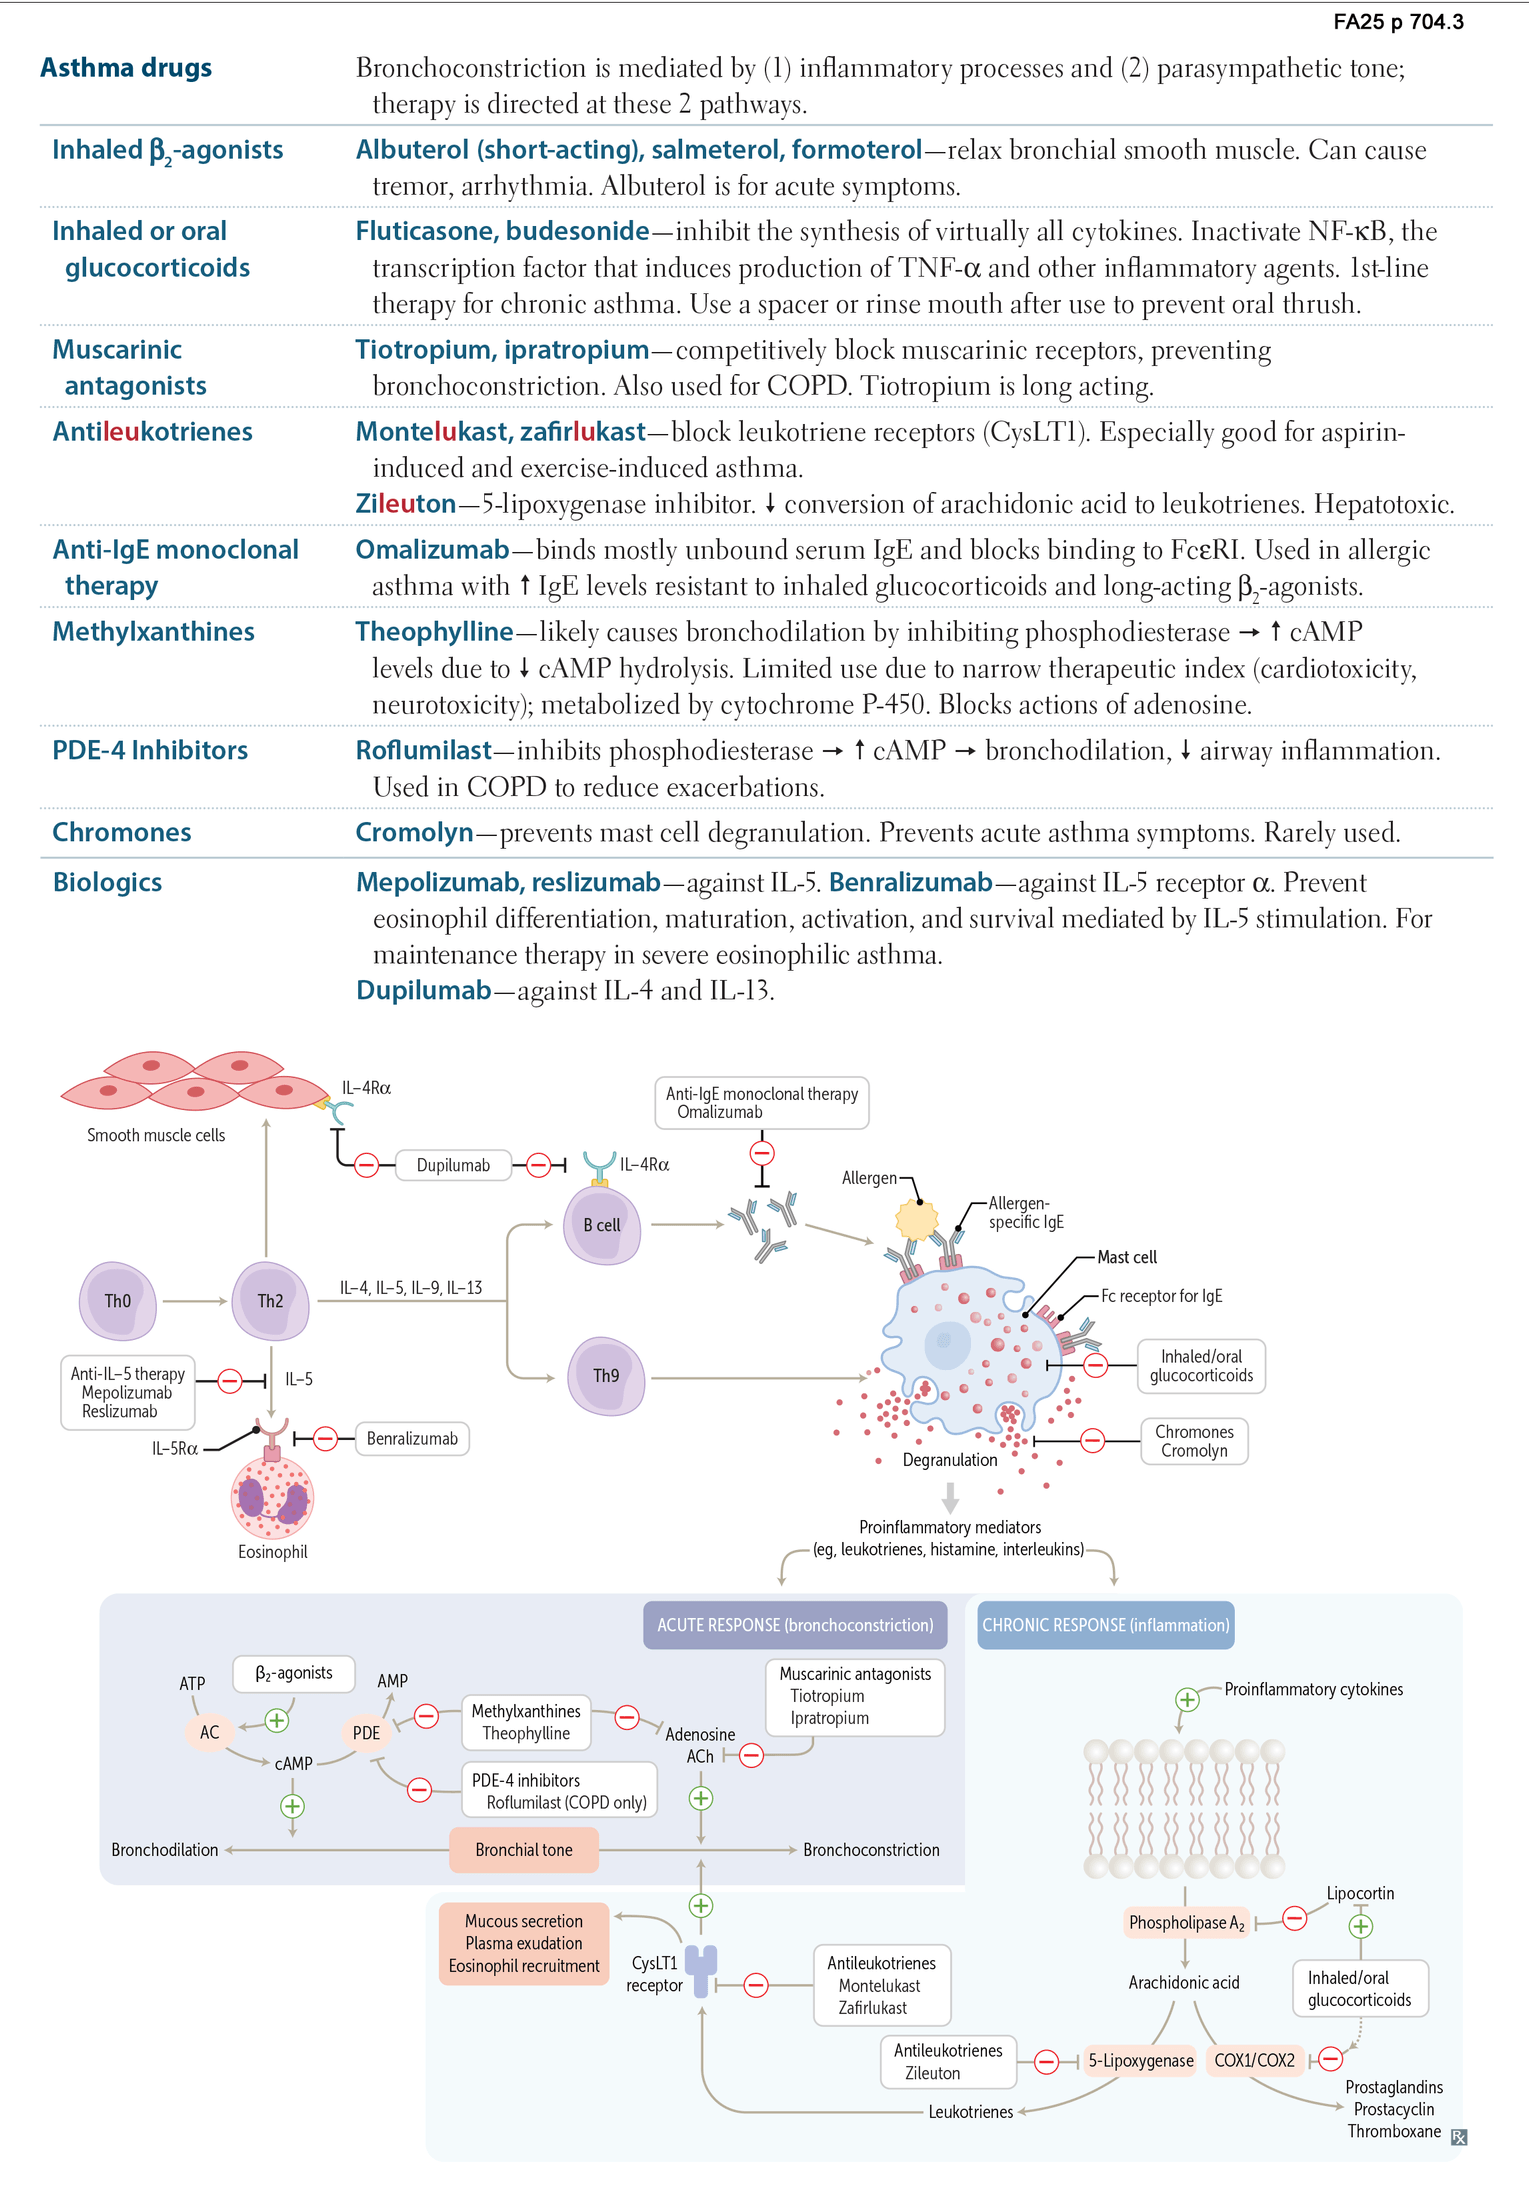 FA25 p 704.3
Asthma drugs
Bronchoconstriction is mediated by (1) inflammatory processes and (2) parasympathetic tone;
therapy is directed at these 2 pathways.
Inhaled β₂-agonists
Albuterol (short-acting), salmeterol, formoterol—relax bronchial smooth muscle. Can cause
tremor, arrhythmia. Albuterol is for acute symptoms.
Inhaled or oral
glucocorticoids
Fluticasone, budesonide—inhibit the synthesis of virtually all cytokines. Inactivate NF-κB, the
transcription factor that induces production of TNF-α and other inflammatory agents. 1st-line
therapy for chronic asthma. Use a spacer or rinse mouth after use to prevent oral thrush.
Muscarinic
antagonists
Tiotropium, ipratropium—competitively block muscarinic receptors, preventing
bronchoconstriction. Also used for COPD. Tiotropium is long acting.
Antileukotrienes
Montelukast, zafirlukast—block leukotriene receptors (CysLT1). Especially good for aspirin-
induced and exercise-induced asthma.
Zileuton—5-lipoxygenase inhibitor. ↓ conversion of arachidonic acid to leukotrienes. Hepatotoxic.
Anti-IgE monoclonal
therapy
Omalizumab—binds mostly unbound serum IgE and blocks binding to FcεRI. Used in allergic
asthma with ↑ IgE levels resistant to inhaled glucocorticoids and long-acting β₂-agonists.
Methylxanthines
Theophylline—likely causes bronchodilation by inhibiting phosphodiesterase → ↑ cAMP
levels due to ↓ cAMP hydrolysis. Limited use due to narrow therapeutic index (cardiotoxicity,
neurotoxicity); metabolized by cytochrome P-450. Blocks actions of adenosine.
PDE-4 Inhibitors
Roflumilast—inhibits phosphodiesterase → ↑ cAMP → bronchodilation, ↓ airway inflammation.
Used in COPD to reduce exacerbations.
Chromones
Cromolyn—prevents mast cell degranulation. Prevents acute asthma symptoms. Rarely used.
Biologics
Mepolizumab, reslizumab—against IL-5. Benralizumab—against IL-5 receptor α. Prevent
eosinophil differentiation, maturation, activation, and survival mediated by IL-5 stimulation. For
maintenance therapy in severe eosinophilic asthma.
Dupilumab—against IL-4 and IL-13.
IL–4Rα
Smooth muscle cells
Dupilumab
IL–4Rα
B cell
Anti-IgE monoclonal therapy
Omalizumab
Allergen
Allergen-
specific IgE
Mast cell
Fc receptor for IgE
Th0
Th2
IL–4, IL–5, IL–9, IL–13
Th9
Anti-IL–5 therapy
Mepolizumab
Reslizumab
IL–5
IL–5Rα
Benralizumab
Eosinophil
Inhaled/oral
glucocorticoids
Chromones
Cromolyn
Degranulation
Proinflammatory mediators
(eg, leukotrienes, histamine, interleukins)
ACUTE RESPONSE (bronchoconstriction)
CHRONIC RESPONSE (inflammation)
ATP
β₂-agonists
AMP
AC
PDE
cAMP
Methylxanthines
Theophylline
PDE-4 inhibitors
Roflumilast (COPD only)
Adenosine
ACh
Muscarinic antagonists
Tiotropium
Ipratropium
Bronchodilation
Bronchial tone
Bronchoconstriction
Proinflammatory cytokines
Mucous secretion
Plasma exudation
Eosinophil recruitment
CysLT1
receptor
Antileukotrienes
Montelukast
Zafirlukast
Phospholipase A₂
Lipocortin
Arachidonic acid
Inhaled/oral
glucocorticoids
Antileukotrienes
Zileuton
5-Lipoxygenase
COX1/COX2
Leukotrienes
Prostaglandins
Prostacyclin
Thromboxane
Rx